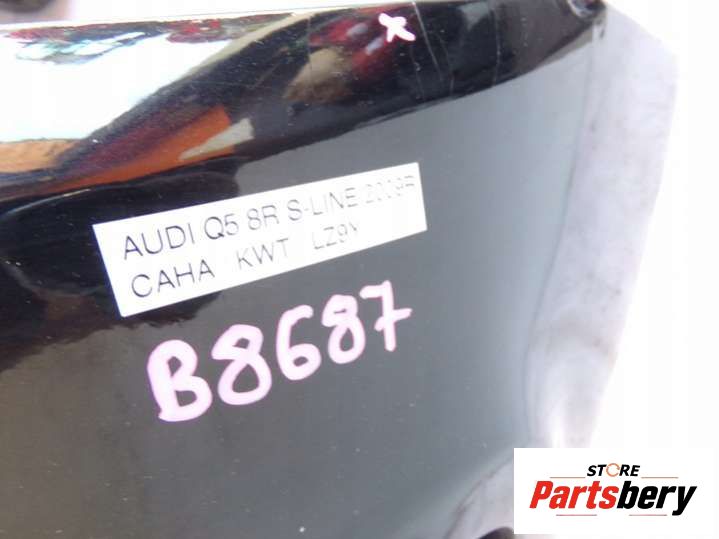 AUDI Q5 8R S-LINE 2009R
CAHA KWT LZ9Y
B8687
STORE
Partsbery